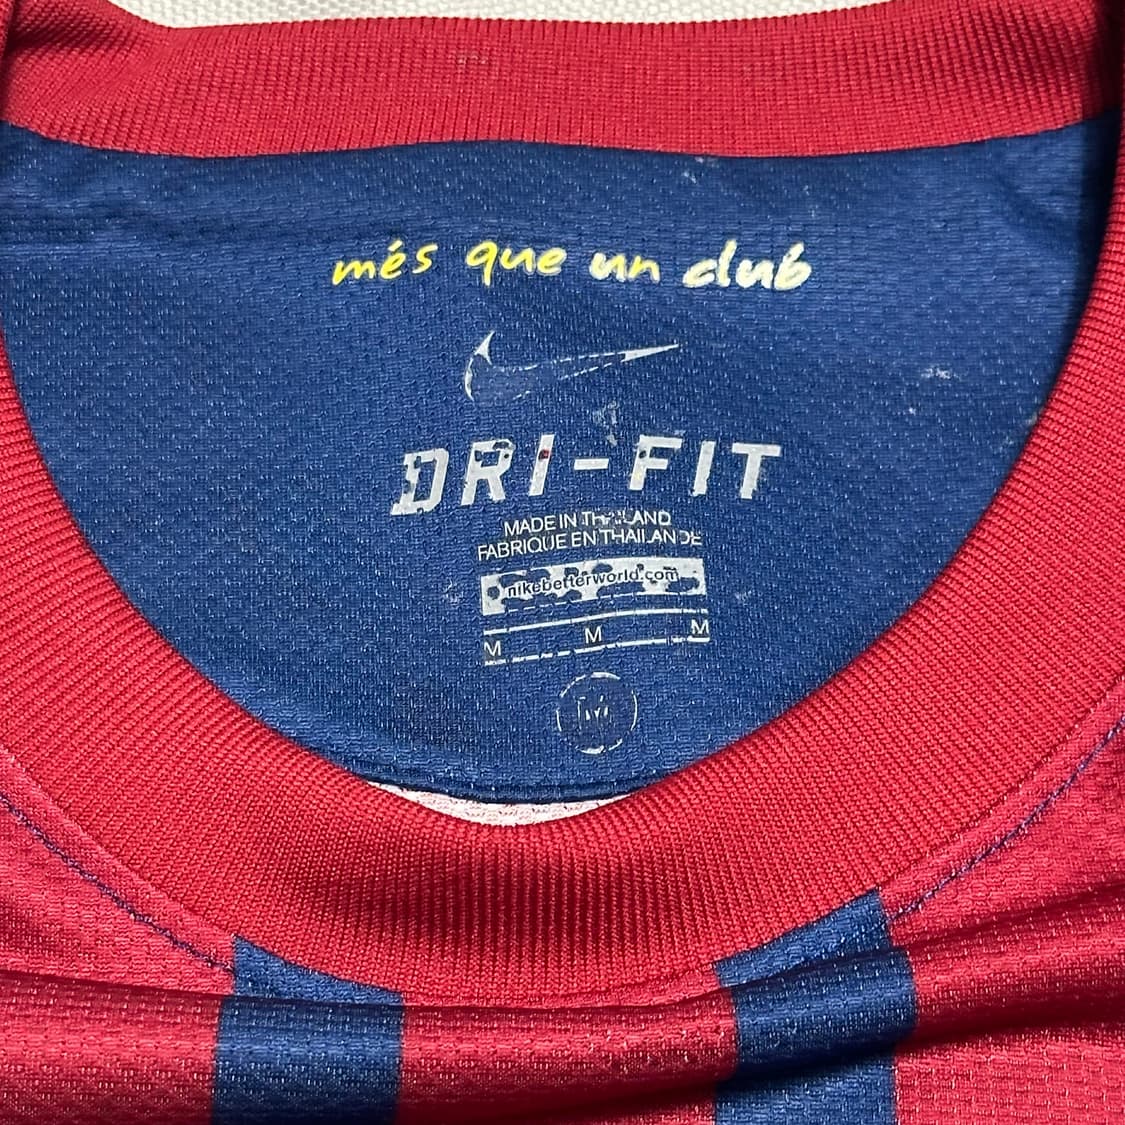 més que un club
DRI-FIT
MADE IN THAILAND
FABRIQUE EN THAILANDE
nikebetterworld.com
M M M
M